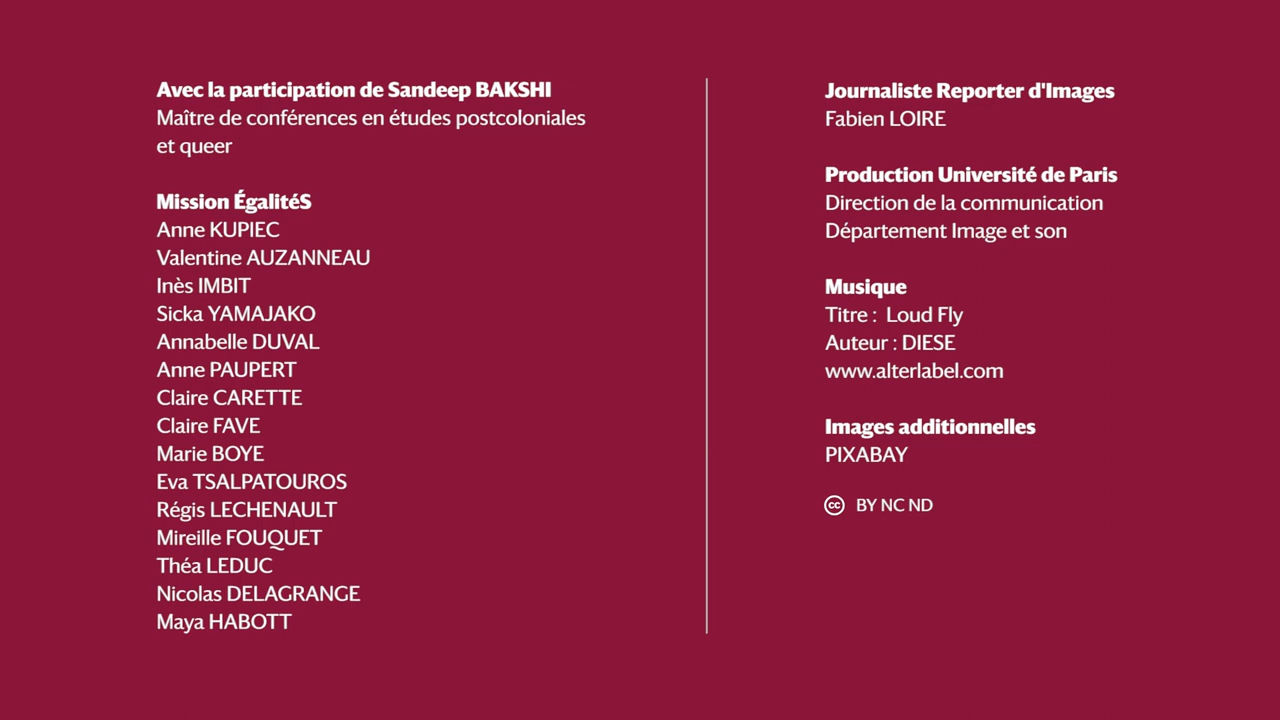 Avec la participation de Sandeep BAKSHI
Maître de conférences en études postcoloniales
et queer
Mission ÉgalitéS
Anne KUPIEC
Valentine AUZANNEAU
Inès IMBIT
Sicka YAMAJAKO
Annabelle DUVAL
Anne PAUPERT
Claire CARETTE
Claire FAVE
Marie BOYE
Eva TSALPATOUROS
Régis LECHENAULT
Mireille FOUQUET
Théa LEDUC
Nicolas DELAGRANGE
Maya HABOTT
Journaliste Reporter d'Images
Fabien LOIRE
Production Université de Paris
Direction de la communication
Département Image et son
Musique
Titre : Loud Fly
Auteur : DIESE
www.alterlabel.com
Images additionnelles
PIXABAY
cc BY NC ND